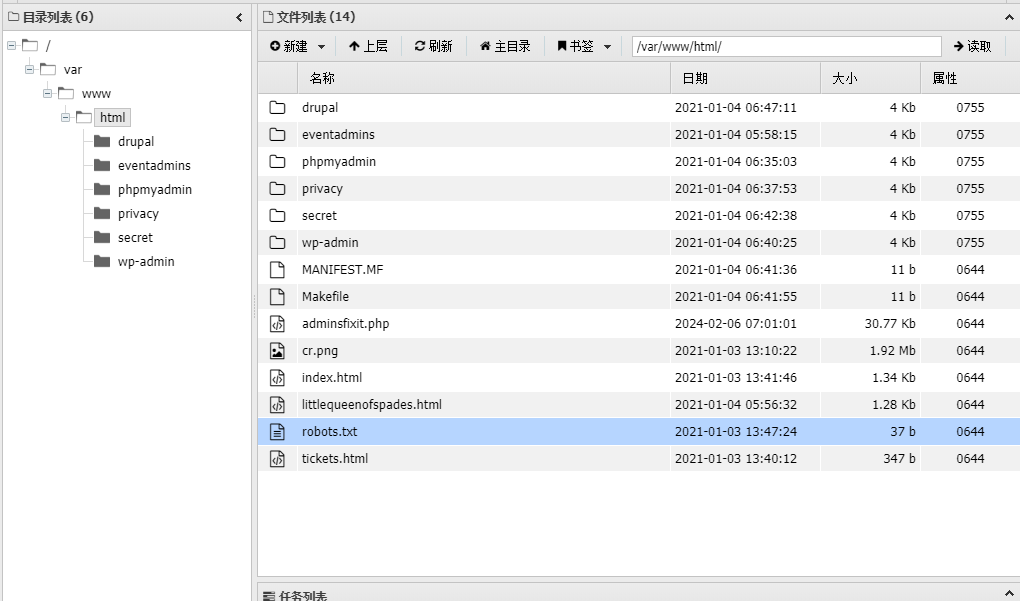 目录列表 (6)
/
var
www
html
drupal
eventadmins
phpmyadmin
privacy
secret
wp-admin
文件列表 (14)
新建 上层 刷新 主目录 书签 /var/www/html/ 读取
名称 日期 大小 属性
drupal 2021-01-04 06:47:11 4 Kb 0755
eventadmins 2021-01-04 05:58:15 4 Kb 0755
phpmyadmin 2021-01-04 06:35:03 4 Kb 0755
privacy 2021-01-04 06:37:53 4 Kb 0755
secret 2021-01-04 06:42:38 4 Kb 0755
wp-admin 2021-01-04 06:40:25 4 Kb 0755
MANIFEST.MF 2021-01-04 06:41:36 11 b 0644
Makefile 2021-01-04 06:41:55 11 b 0644
adminsfixit.php 2024-02-06 07:01:01 30.77 Kb 0644
cr.png 2021-01-03 13:10:22 1.92 Mb 0644
index.html 2021-01-03 13:41:46 1.34 Kb 0644
littlequeenofspades.html 2021-01-04 05:56:32 1.28 Kb 0644
robots.txt 2021-01-03 13:47:24 37 b 0644
tickets.html 2021-01-03 13:40:12 347 b 0644
任务列表